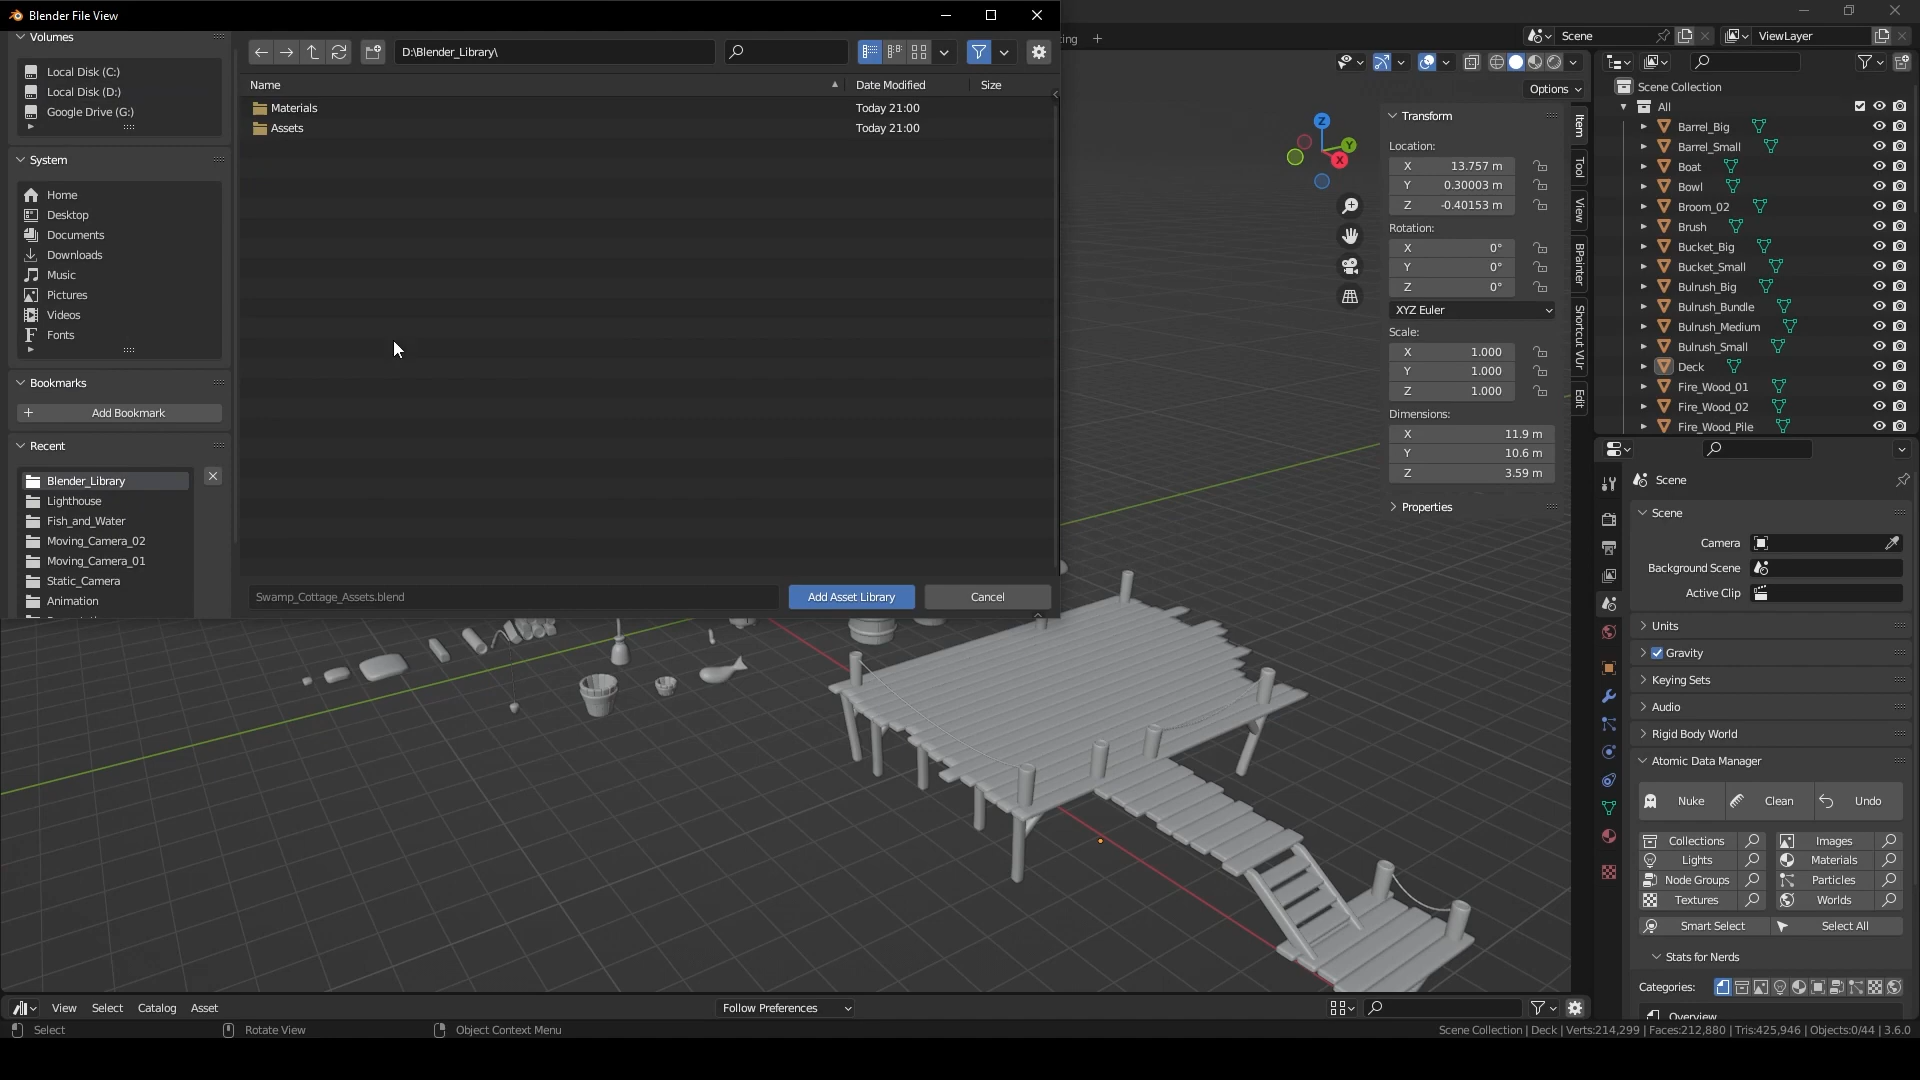 Blender File View
Volumes
Local Disk (C:)
Local Disk (D:)
Google Drive (G:)
System
Home
Desktop
Documents
Downloads
Music
Pictures
Videos
Fonts
Bookmarks
Add Bookmark
Recent
Blender_Library
Lighthouse
Fish_and_Water
Moving_Camera_02
Moving_Camera_01
Static_Camera
Animation
D:\Blender_Library\
Name Date Modified Size
Materials Today 21:00
Assets Today 21:00
Swamp_Cottage_Assets.blend
Add Asset Library Cancel
ing +
Scene
ViewLayer
Options
Z
Y
X
Transform
Location:
X 13.757 m
Y 0.30003 m
Z -0.40153 m
Rotation:
X 0°
Y 0°
Z 0°
XYZ Euler
Scale:
X 1.000
Y 1.000
Z 1.000
Dimensions:
X 11.9 m
Y 10.6 m
Z 3.59 m
Properties
Item
Tool
View
BPainter
Shortcut VUr
Edit
Scene Collection
All
Barrel_Big
Barrel_Small
Boat
Bowl
Broom_02
Brush
Bucket_Big
Bucket_Small
Bulrush_Big
Bulrush_Bundle
Bulrush_Medium
Bulrush_Small
Deck
Fire_Wood_01
Fire_Wood_02
Fire_Wood_Pile
Scene
Scene
Camera
Background Scene
Active Clip
Units
Gravity
Keying Sets
Audio
Rigid Body World
Atomic Data Manager
Nuke Clean Undo
Collections Images
Lights Materials
Node Groups Particles
Textures Worlds
Smart Select Select All
Stats for Nerds
Categories:
Overview
View Select Catalog Asset
Follow Preferences
Select Rotate View Object Context Menu
Scene Collection | Deck | Verts:214,299 | Faces:212,880 | Tris:425,946 | Objects:0/44 | 3.6.0